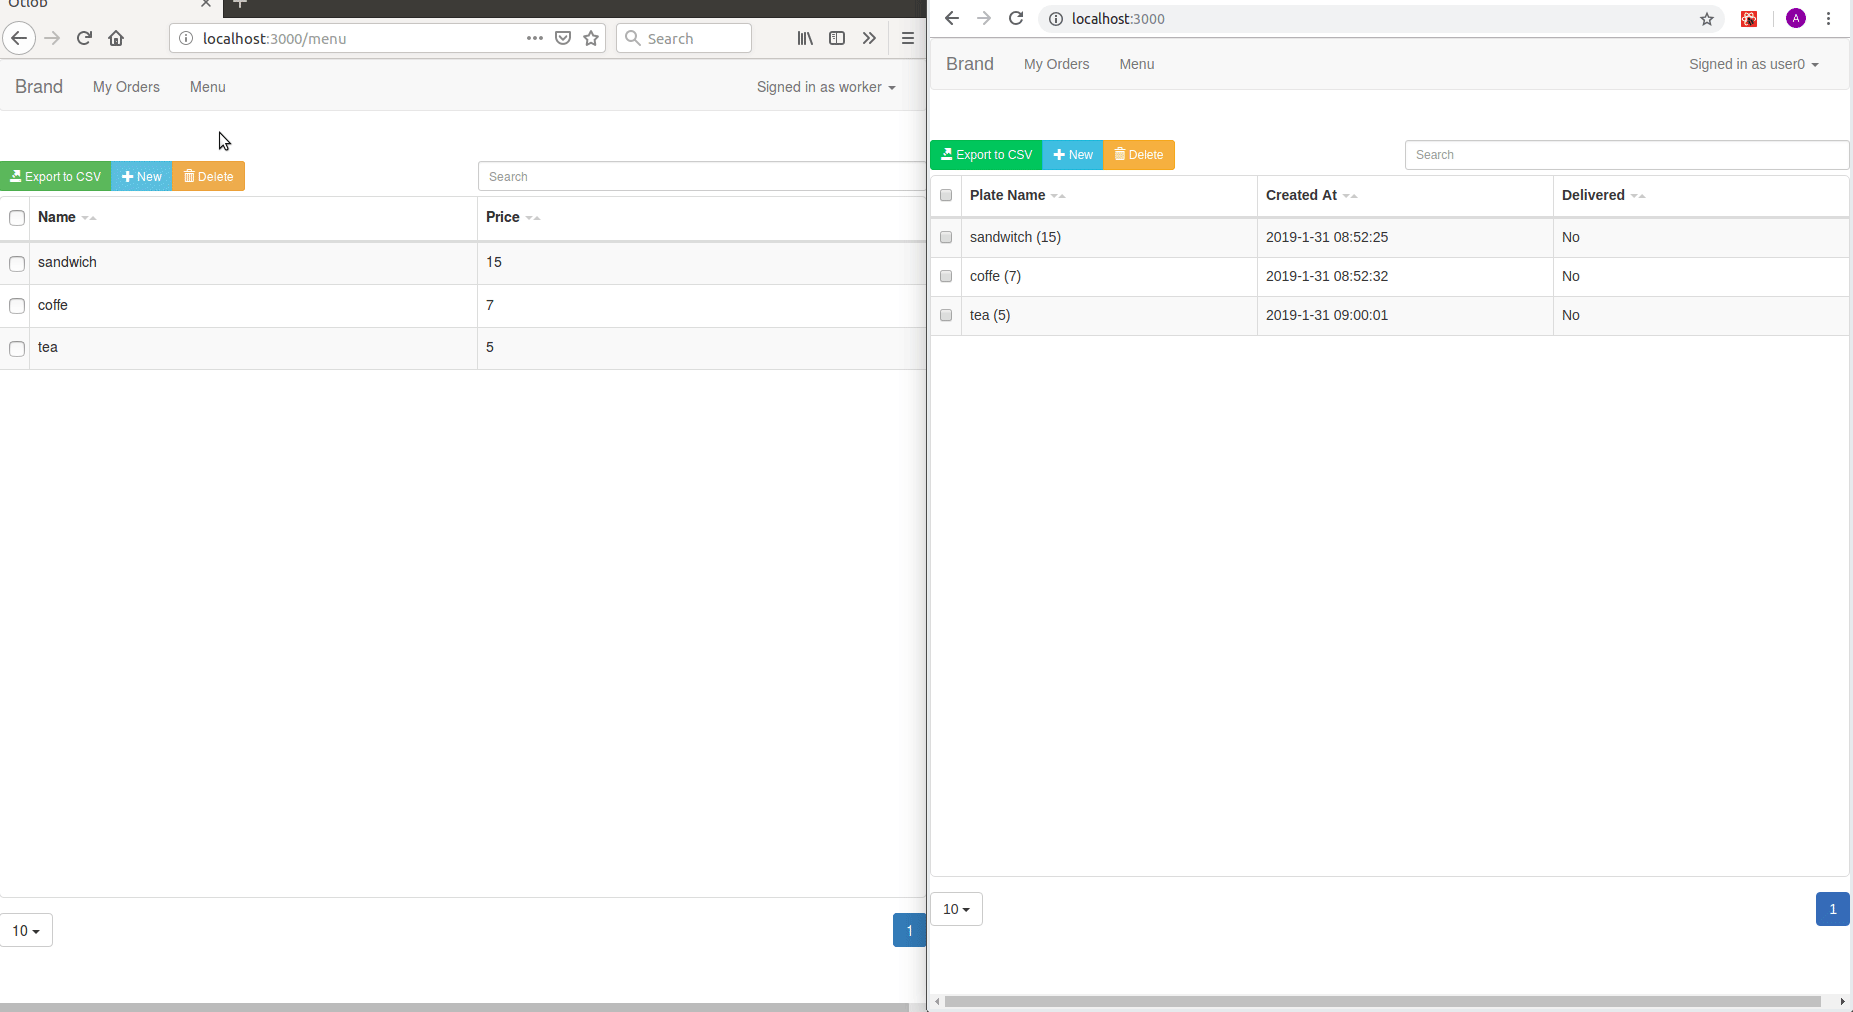 Otlob
localhost:3000/menu
Search
Brand My Orders Menu Signed in as worker
Export to CSV New Delete
Search
Name Price
sandwich 15
coffe 7
tea 5
10
1
localhost:3000
A
Brand My Orders Menu Signed in as user0
Export to CSV New Delete
Search
Plate Name Created At Delivered
sandwitch (15) 2019-1-31 08:52:25 No
coffe (7) 2019-1-31 08:52:32 No
tea (5) 2019-1-31 09:00:01 No
10
1